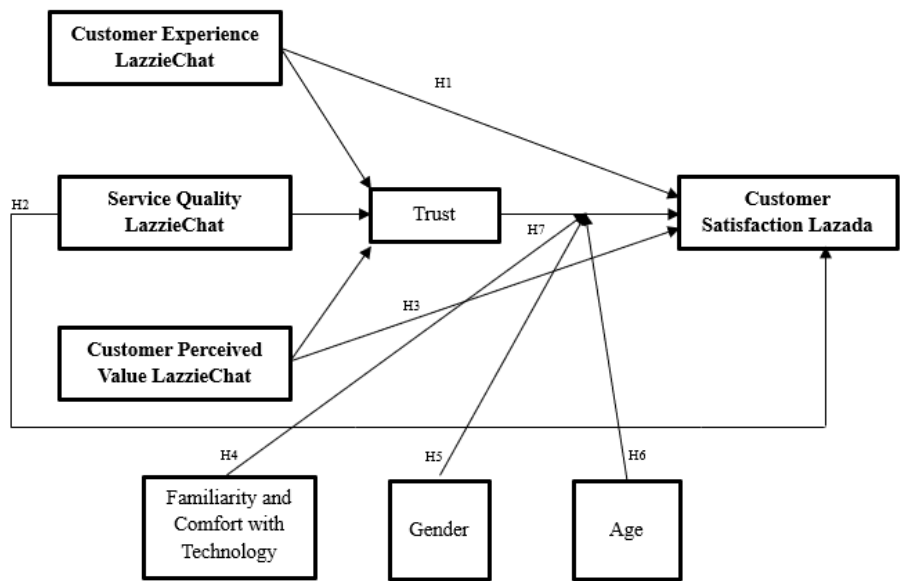 Customer Experience
LazzieChat
H1
H2
Service Quality
LazzieChat
Trust
Customer
Satisfaction Lazada
H7
H3
Customer Perceived
Value LazzieChat
H4
H5
H6
Familiarity and
Comfort with
Technology
Gender
Age